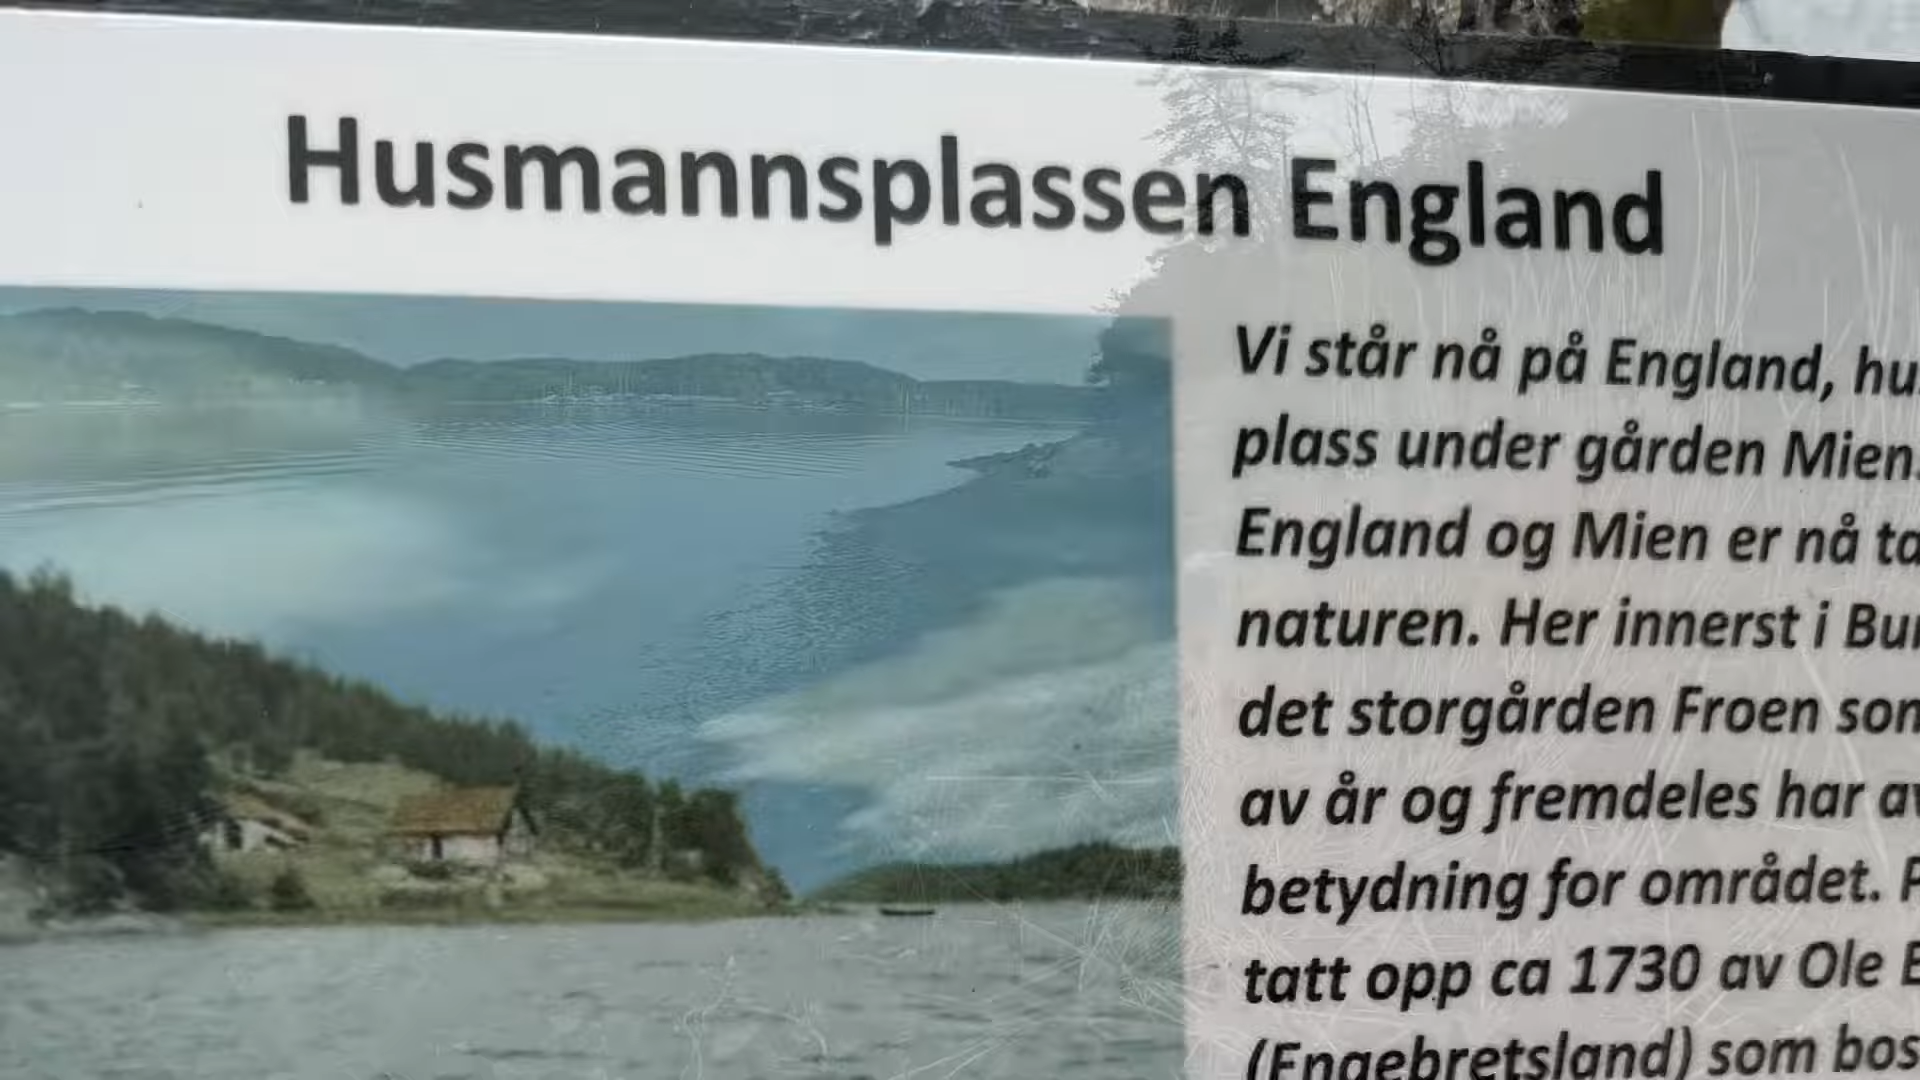 Husmannsplassen England
Vi står nå på England,
plass under gården Mien.
England og Mien er nå
naturen. Her innerst i
det storgården Froen
av år og fremdeles har
betydning for området.
tatt opp ca 1730 av Ole
(Engebretsland) som